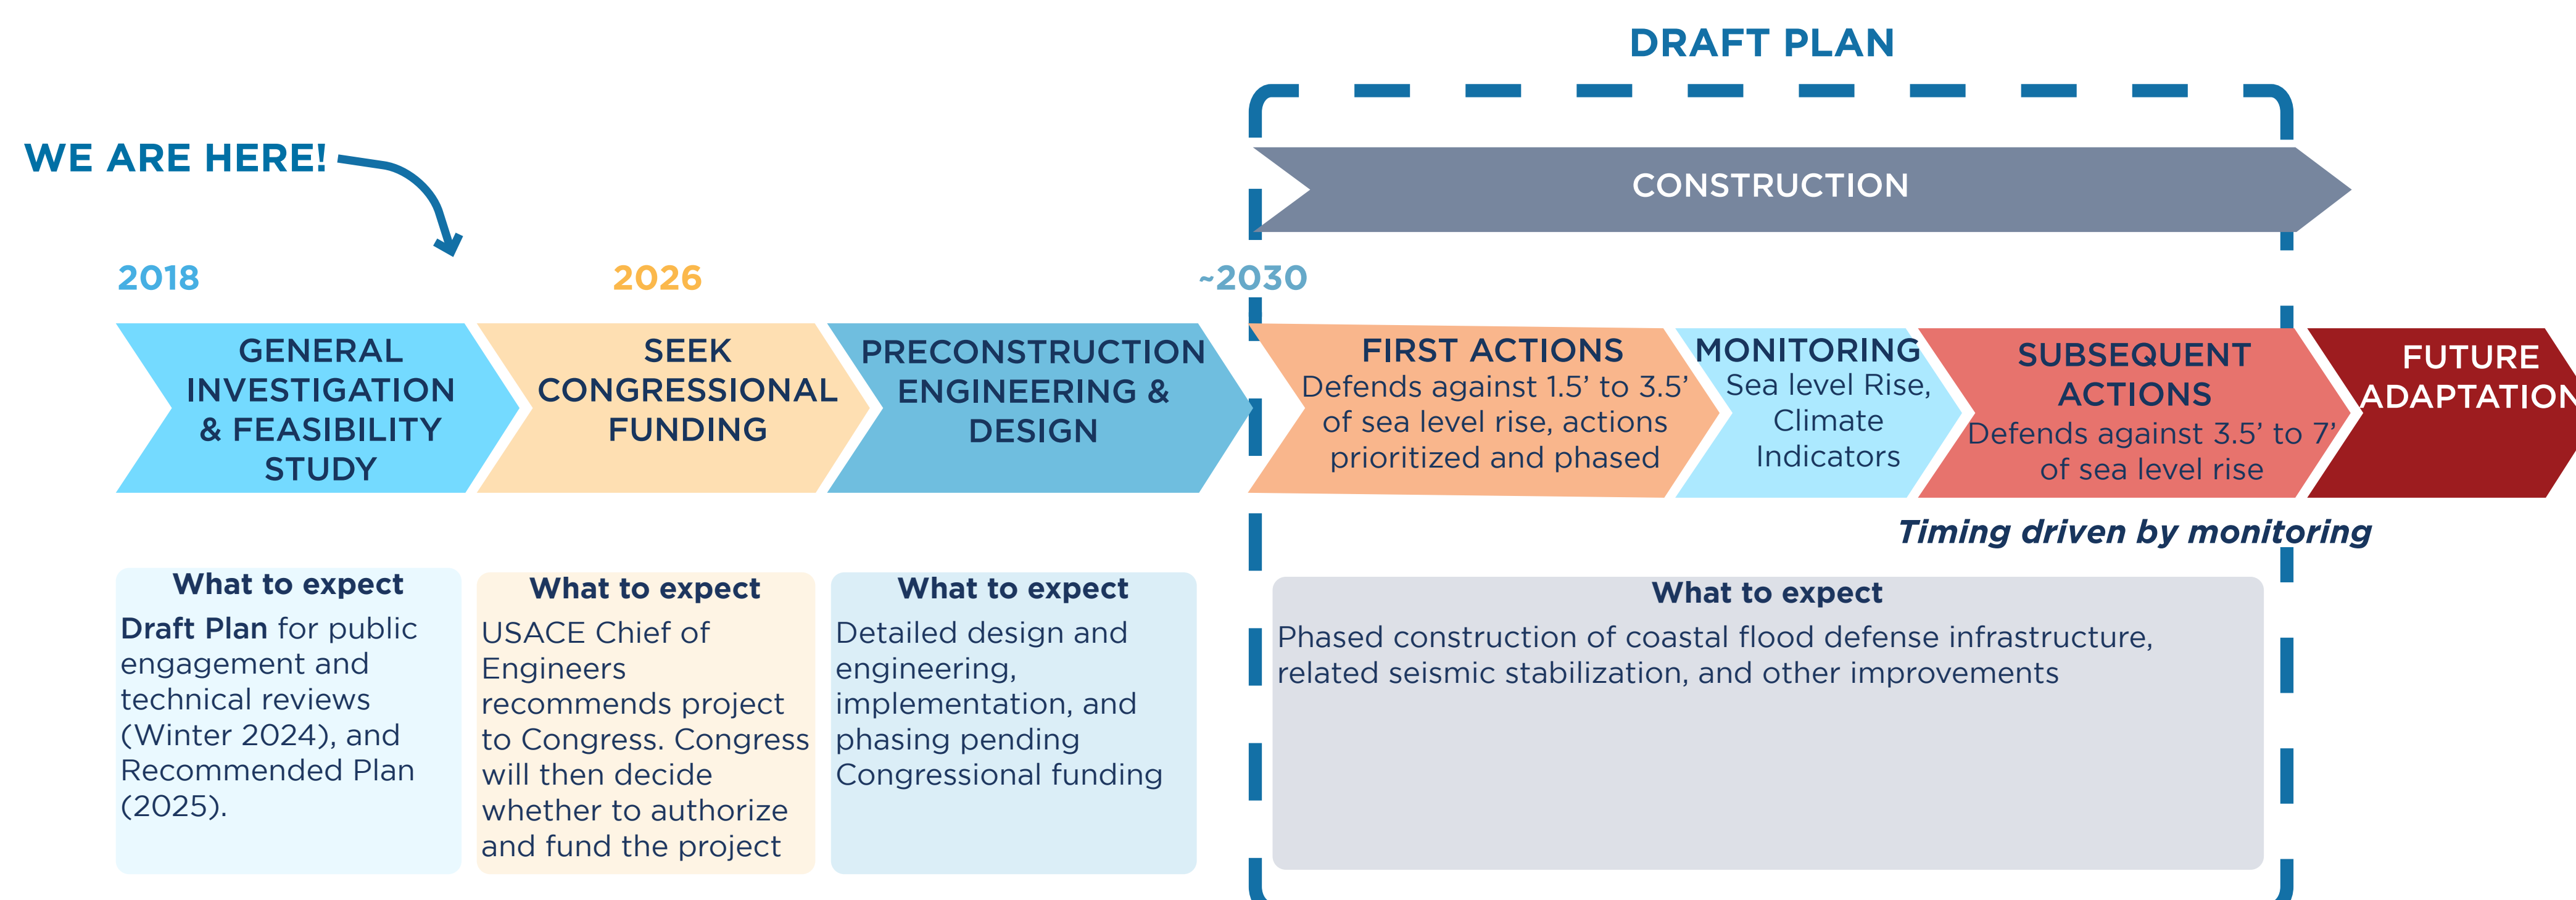 DRAFT PLAN
WE ARE HERE!
CONSTRUCTION
2018
2026
~2030
GENERAL
INVESTIGATION
& FEASIBILITY
STUDY
SEEK
CONGRESSIONAL
FUNDING
PRECONSTRUCTION
ENGINEERING &
DESIGN
FIRST ACTIONS
Defends against 1.5’ to 3.5’
of sea level rise, actions
prioritized and phased
MONITORING
Sea level Rise,
Climate
Indicators
SUBSEQUENT
ACTIONS
Defends against 3.5’ to 7’
of sea level rise
FUTURE
ADAPTATION
Timing driven by monitoring
What to expect
Draft Plan for public
engagement and
technical reviews
(Winter 2024), and
Recommended Plan
(2025).
What to expect
USACE Chief of
Engineers
recommends project
to Congress. Congress
will then decide
whether to authorize
and fund the project
What to expect
Detailed design and
engineering,
implementation, and
phasing pending
Congressional funding
What to expect
Phased construction of coastal flood defense infrastructure,
related seismic stabilization, and other improvements